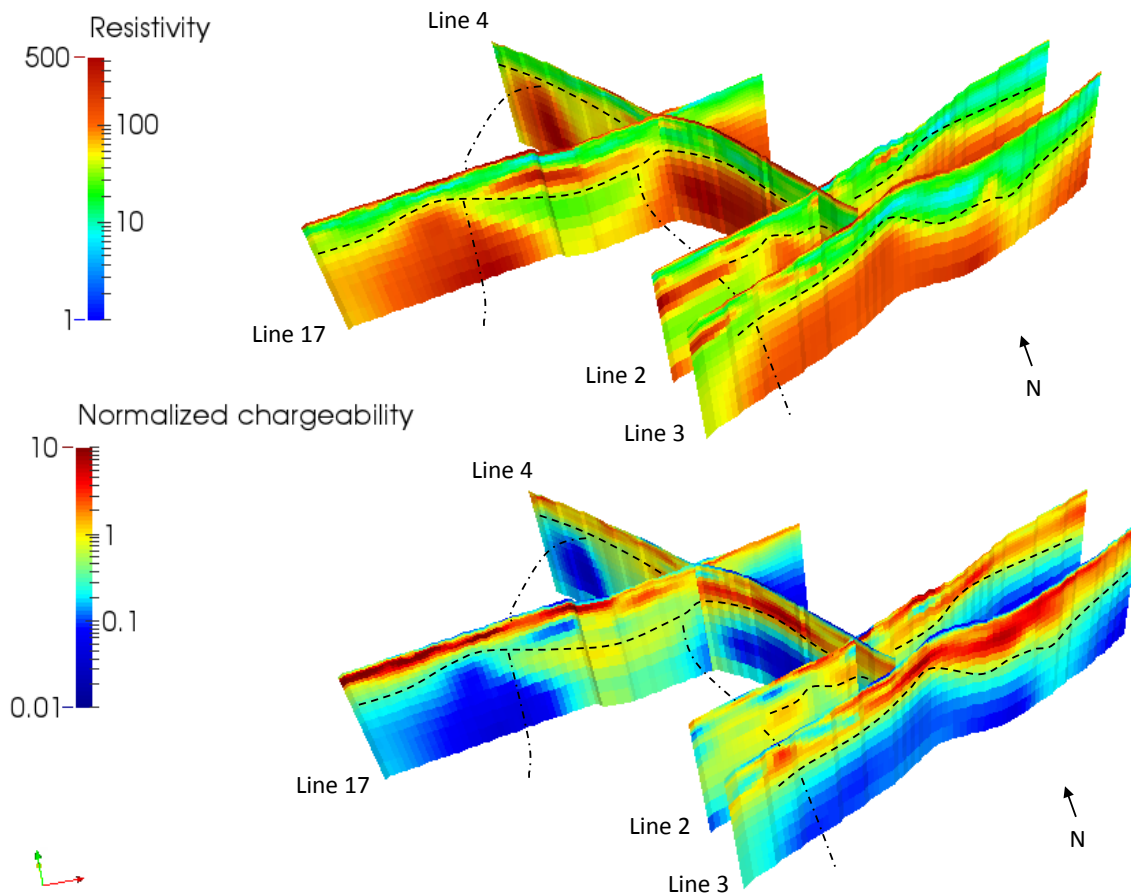 Resistivity
500
100
10
1
Line 4
Line 17
Line 2
Line 3
N
Normalized chargeability
10
1
0.1
0.01
Line 4
Line 17
Line 2
Line 3
N